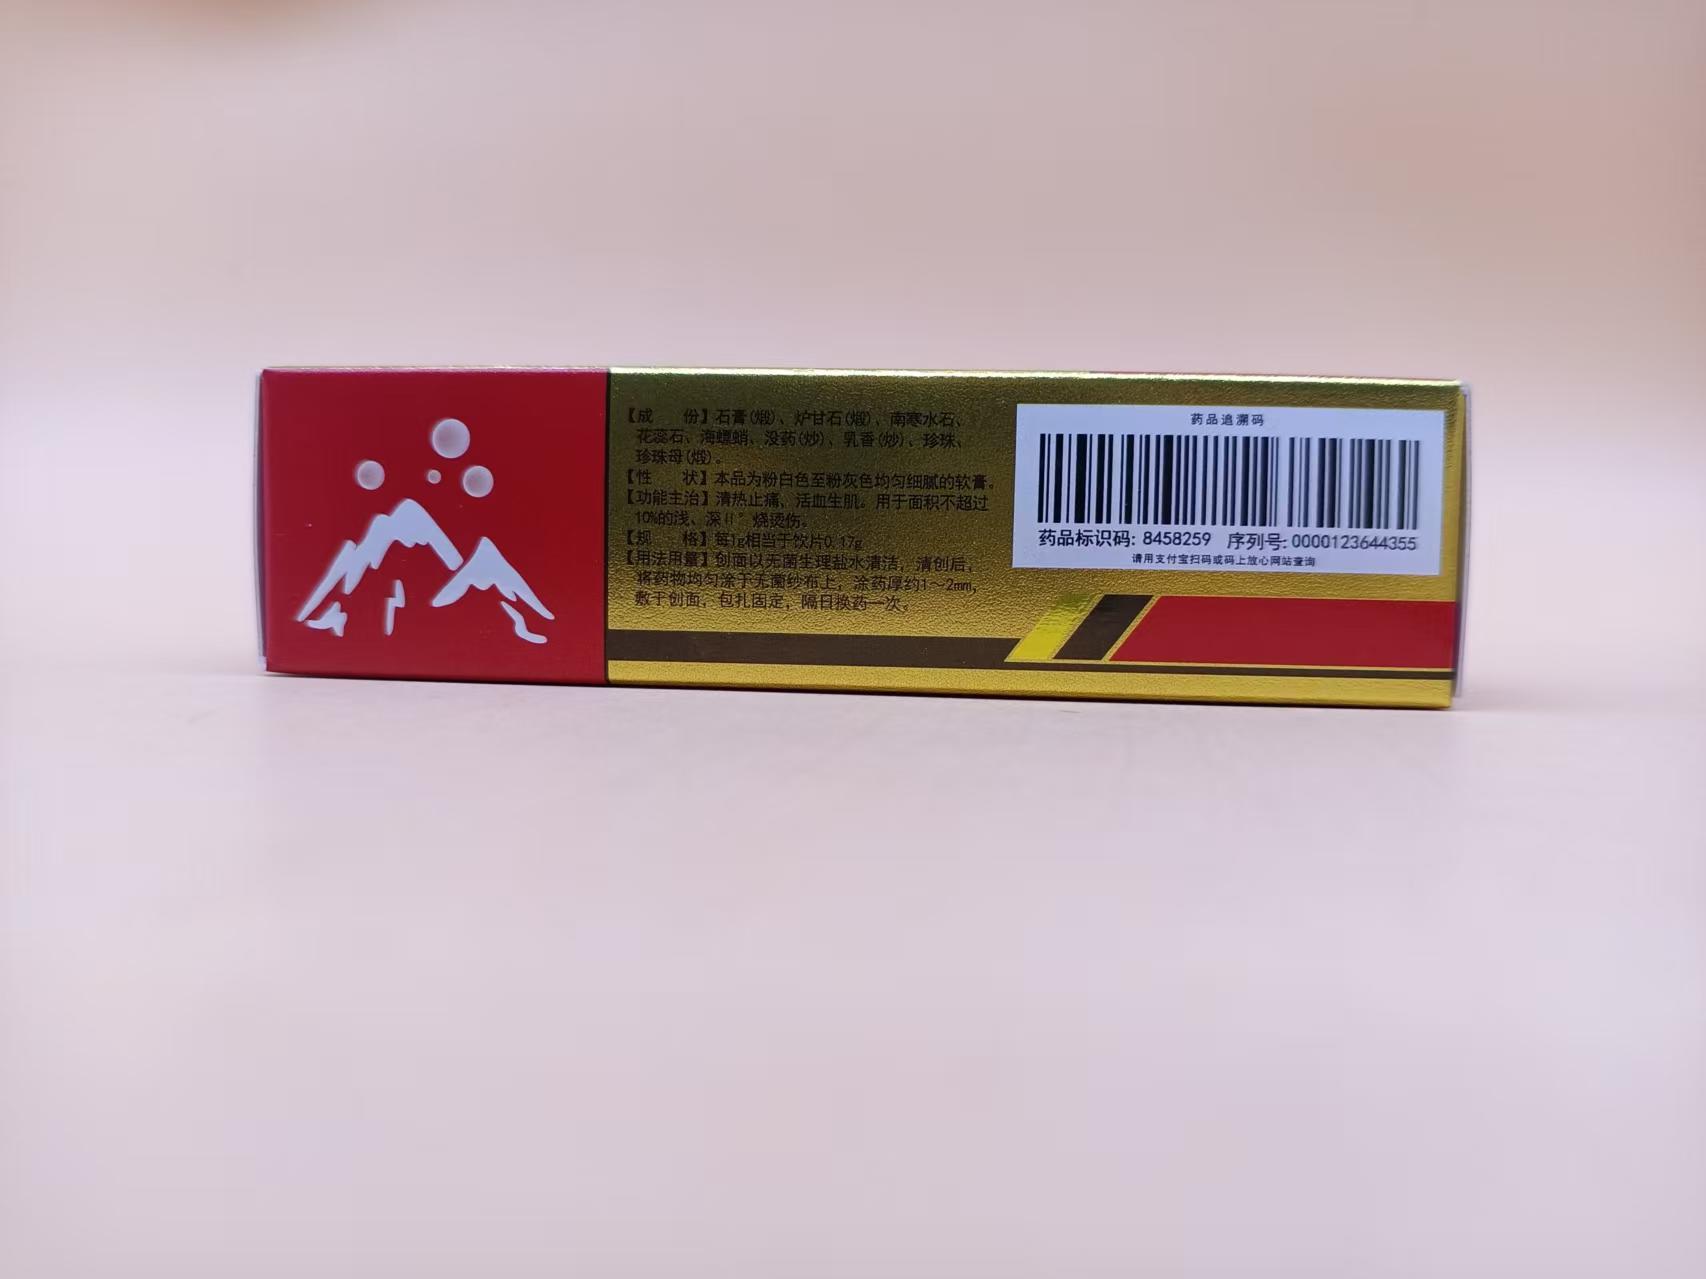 【成　份】石膏(煅)、炉甘石(煅)、南寒水石、
花蕊石、海螵蛸、没药(炒)、乳香(炒)、珍珠、
珍珠母(煅)。
【性　状】本品为粉白色至粉灰色均匀细腻的软膏。
【功能主治】清热止痛、活血生肌。用于面积不超过
10%的浅、深II°烧烫伤。
【规　格】每1g相当于饮片0.17g
【用法用量】创面以无菌生理盐水清洁，清创后，
将药物均匀涂于无菌纱布上，涂药厚约1～2mm，
敷于创面，包扎固定，隔日换药一次。
药品追溯码
药品标识码: 8458259 序列号: 0000123644355
请用支付宝扫码或码上放心网站查询